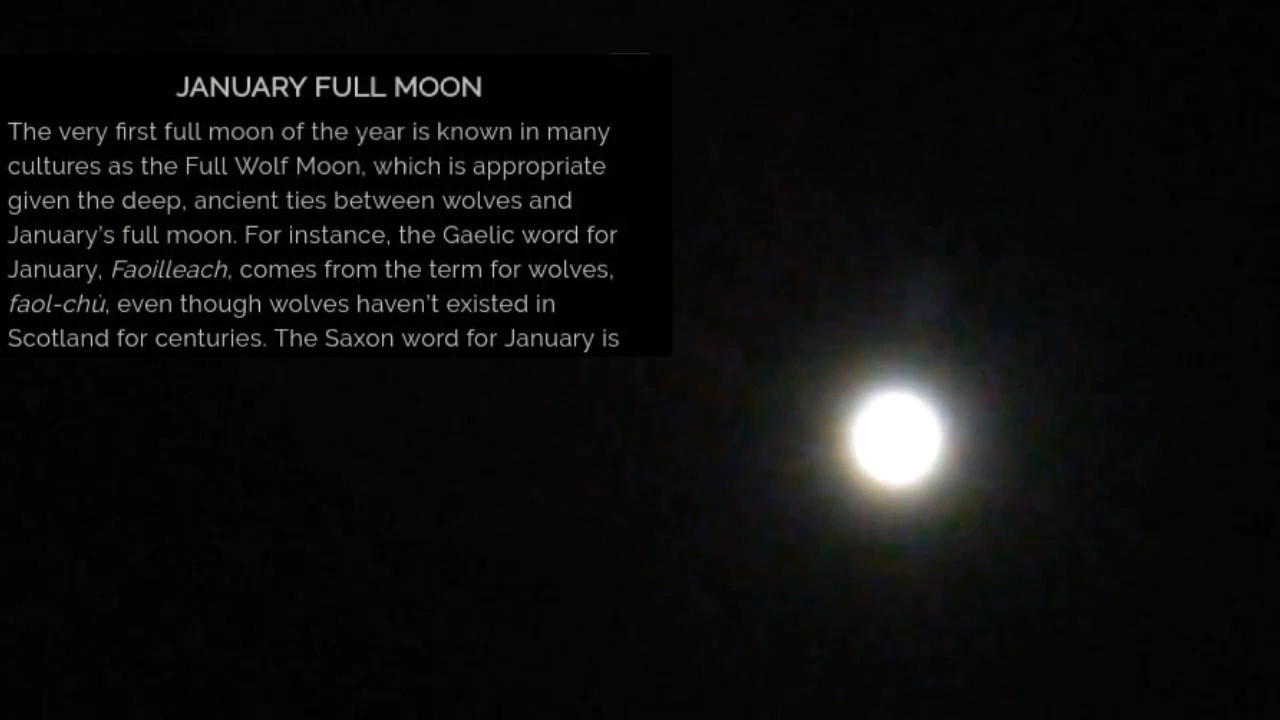 JANUARY FULL MOON
The very first full moon of the year is known in many
cultures as the Full Wolf Moon, which is appropriate
given the deep, ancient ties between wolves and
January’s full moon. For instance, the Gaelic word for
January, Faoilleach, comes from the term for wolves,
faol-chù, even though wolves haven’t existed in
Scotland for centuries. The Saxon word for January is